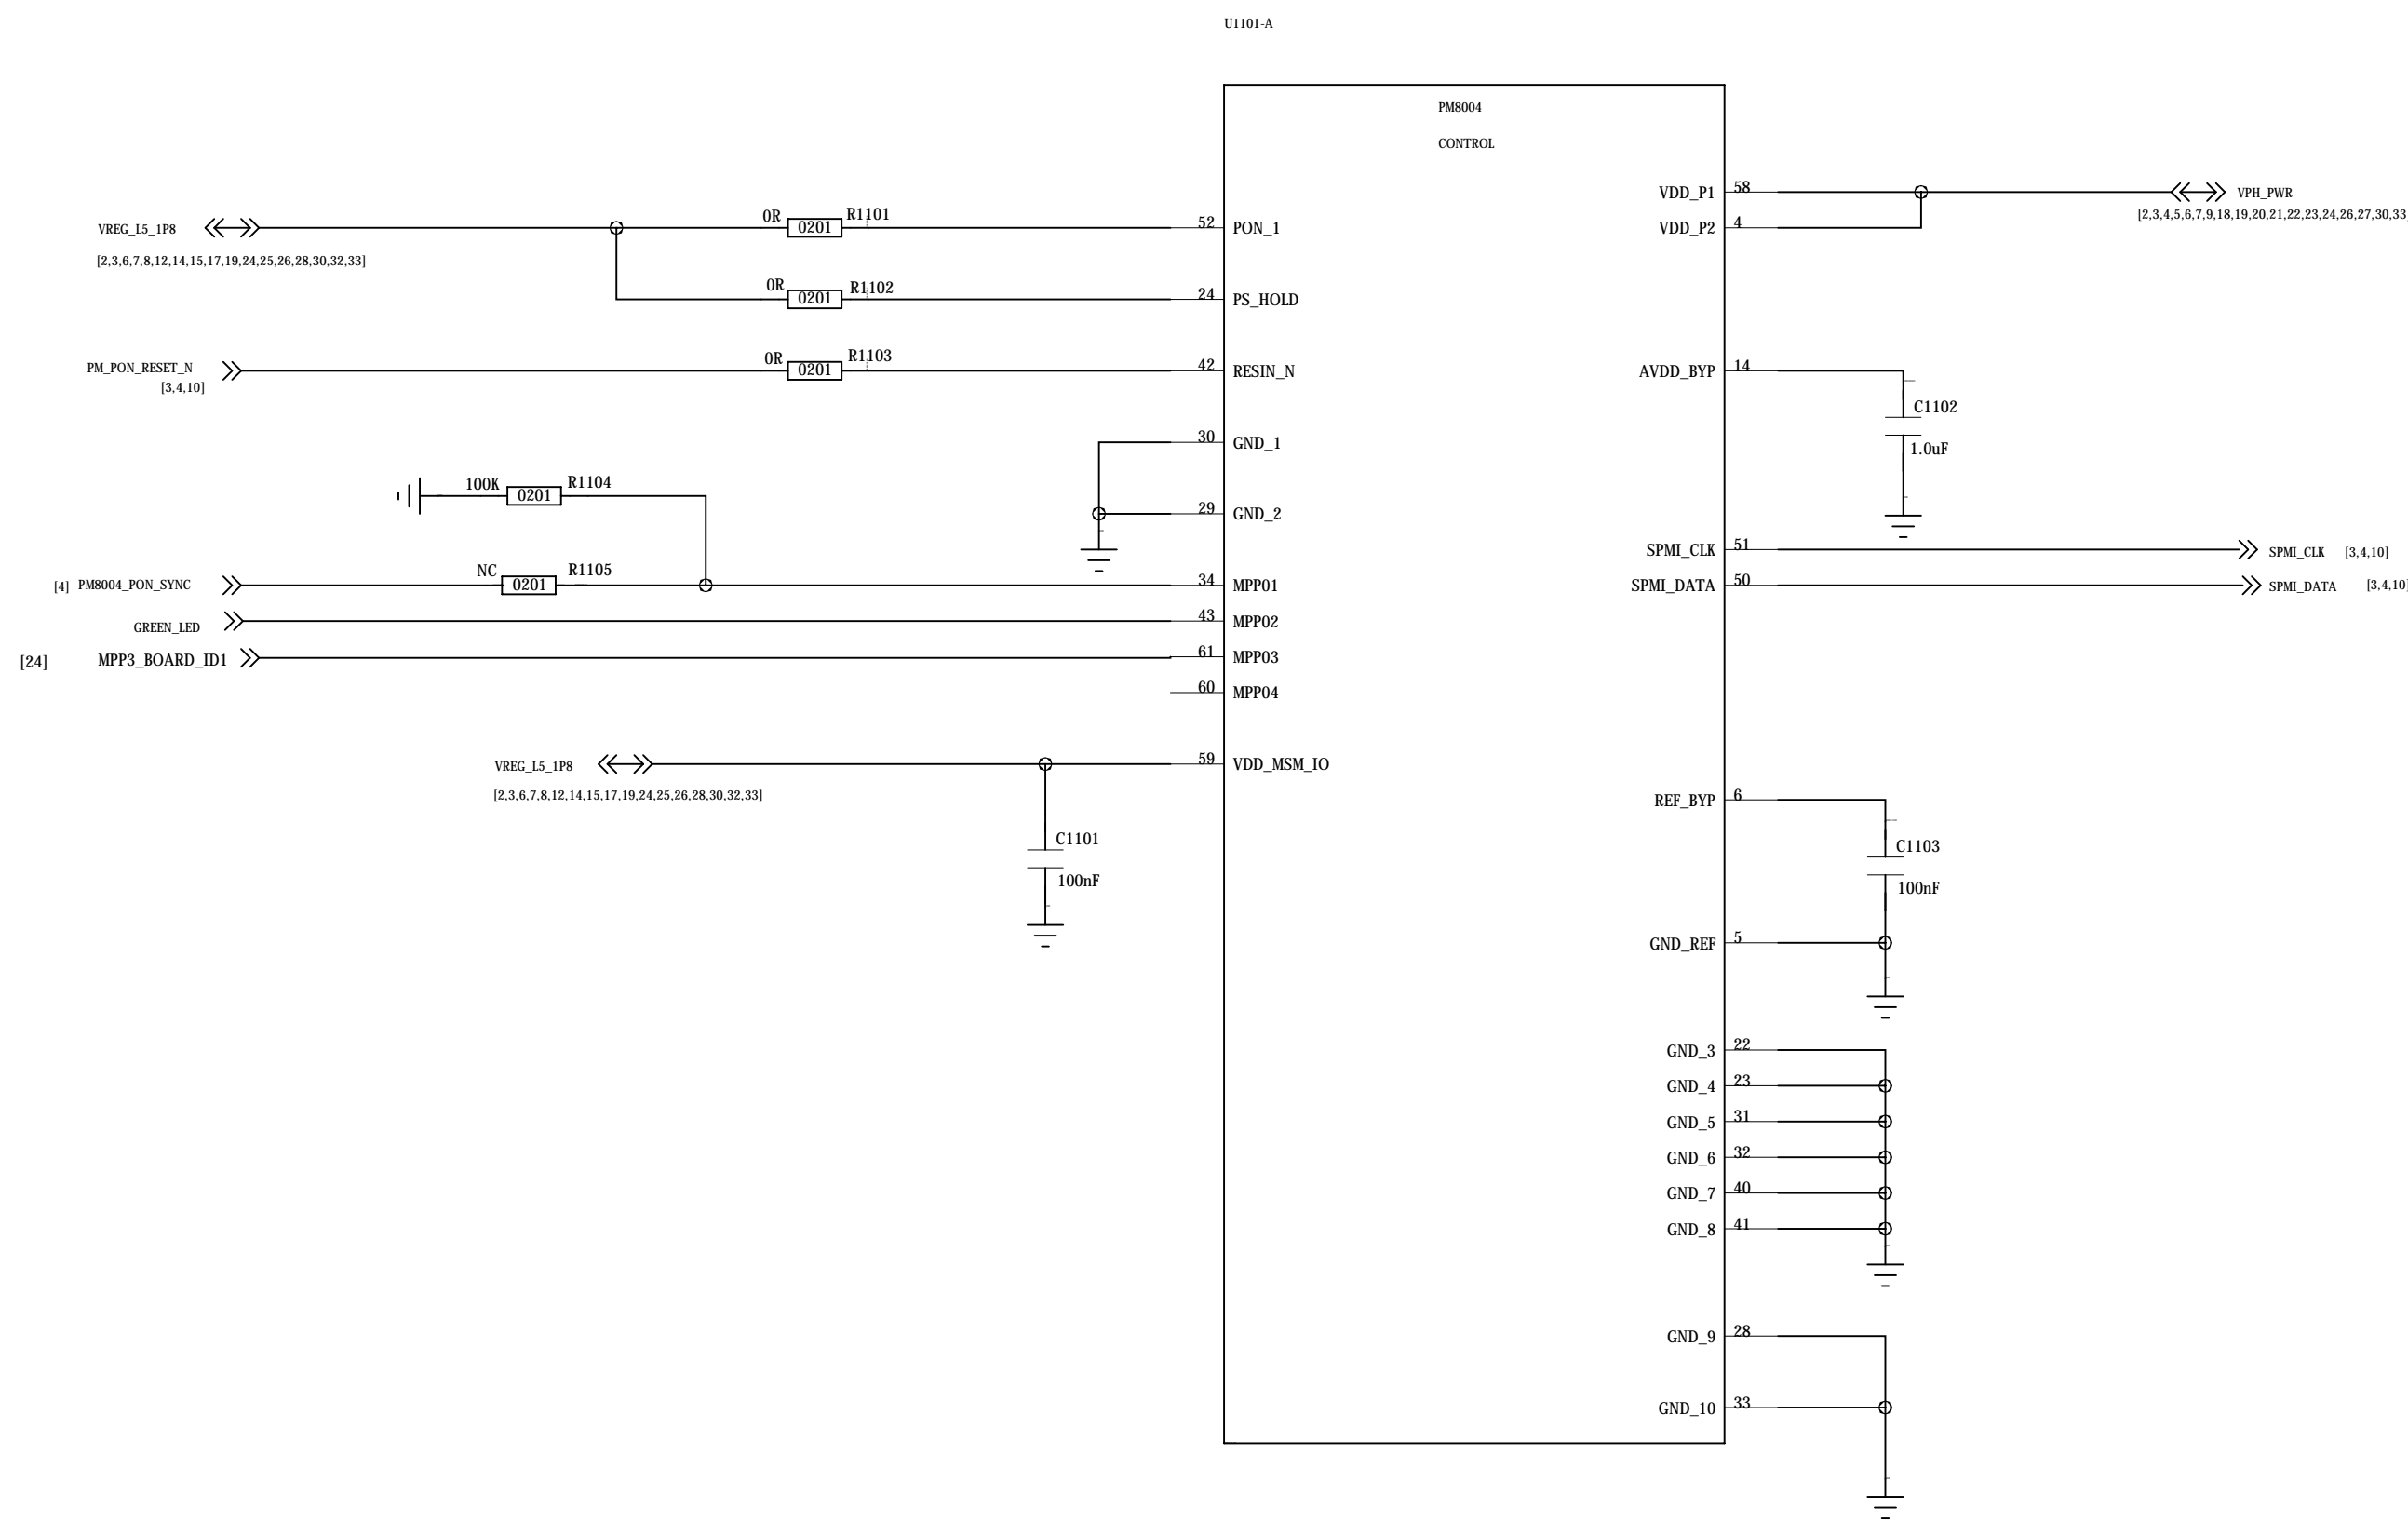 U1101-A
PM8004
CONTROL
VREG_L5_1P8
[2,3,6,7,8,12,14,15,17,19,24,25,26,28,30,32,33]
0R 0201 R1101
52 PON_1
0R 0201 R1102
24 PS_HOLD
PM_PON_RESET_N
[3,4,10]
0R 0201 R1103
42 RESIN_N
30 GND_1
100K 0201 R1104
29 GND_2
[4] PM8004_PON_SYNC
NC 0201 R1105
34 MPP01
GREEN_LED
43 MPP02
[24] MPP3_BOARD_ID1
61 MPP03
60 MPP04
VREG_L5_1P8
[2,3,6,7,8,12,14,15,17,19,24,25,26,28,30,32,33]
59 VDD_MSM_IO
C1101
100nF
VDD_P1 58
VPH_PWR
[2,3,4,5,6,7,9,18,19,20,21,22,23,24,26,27,30,33
VDD_P2 4
AVDD_BYP 14
C1102
1.0uF
SPMI_CLK 51
SPMI_CLK [3,4,10]
SPMI_DATA 50
SPMI_DATA [3,4,10]
REF_BYP 6
C1103
100nF
GND_REF 5
GND_3 22
GND_4 23
GND_5 31
GND_6 32
GND_7 40
GND_8 41
GND_9 28
GND_10 33